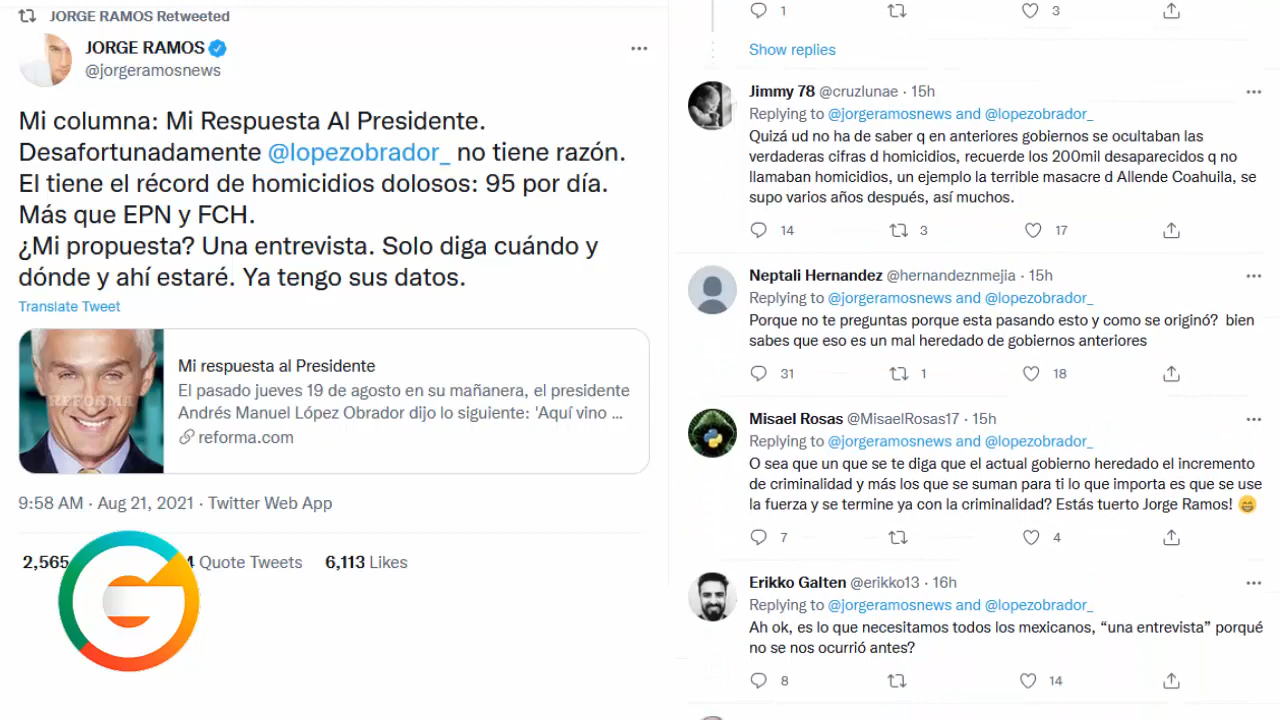 JORGE RAMOS Retweeted
JORGE RAMOS
@jorgeramosnews
Mi columna: Mi Respuesta Al Presidente.
Desafortunadamente @lopezobrador_ no tiene razón.
El tiene el récord de homicidios dolosos: 95 por día.
Más que EPN y FCH.
¿Mi propuesta? Una entrevista. Solo diga cuándo y
dónde y ahí estaré. Ya tengo sus datos.
Translate Tweet
REFORMA
Mi respuesta al Presidente
El pasado jueves 19 de agosto en su mañanera, el presidente
Andrés Manuel López Obrador dijo lo siguiente: 'Aquí vino ...
reforma.com
9:58 AM · Aug 21, 2021 · Twitter Web App
2,565 Quote Tweets 6,113 Likes
G
1 3
Show replies
Jimmy 78 @cruzlunae · 15h
Replying to @jorgeramosnews and @lopezobrador_
Quizá ud no ha de saber q en anteriores gobiernos se ocultaban las
verdaderas cifras d homicidios, recuerde los 200mil desaparecidos q no
llamaban homicidios, un ejemplo la terrible masacre d Allende Coahuila, se
supo varios años después, así muchos.
14 3 17
Neptali Hernandez @hernandeznmejia · 15h
Replying to @jorgeramosnews and @lopezobrador_
Porque no te preguntas porque esta pasando esto y como se originó? bien
sabes que eso es un mal heredado de gobiernos anteriores
31 1 18
Misael Rosas @MisaelRosas17 · 15h
Replying to @jorgeramosnews and @lopezobrador_
O sea que un que se te diga que el actual gobierno heredado el incremento
de criminalidad y más los que se suman para ti lo que importa es que se use
la fuerza y se termine ya con la criminalidad? Estás tuerto Jorge Ramos! 😁
7 4
Erikko Galten @erikko13 · 16h
Replying to @jorgeramosnews and @lopezobrador_
Ah ok, es lo que necesitamos todos los mexicanos, “una entrevista” porqué
no se nos ocurrió antes?
8 14